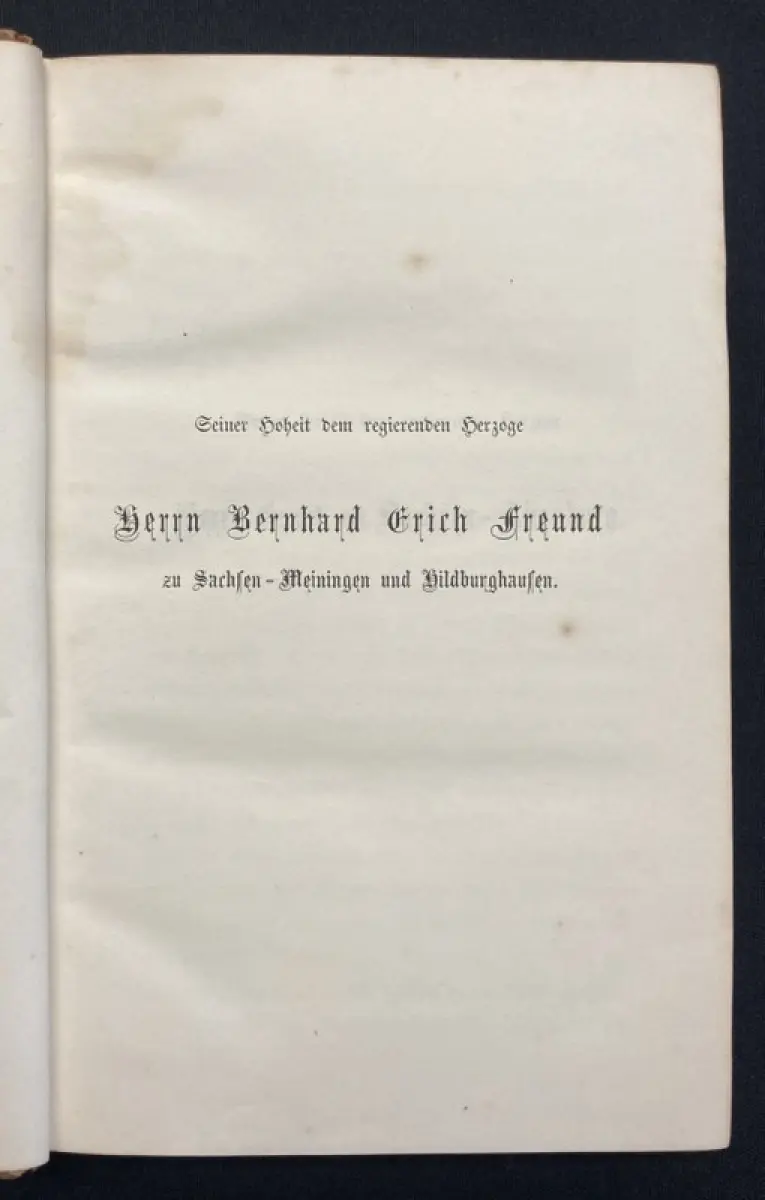 Seiner Hoheit dem regierenden Herzoge
Herrn Bernhard Erich Freund
zu Sachsen-Meiningen und Hildburghausen.